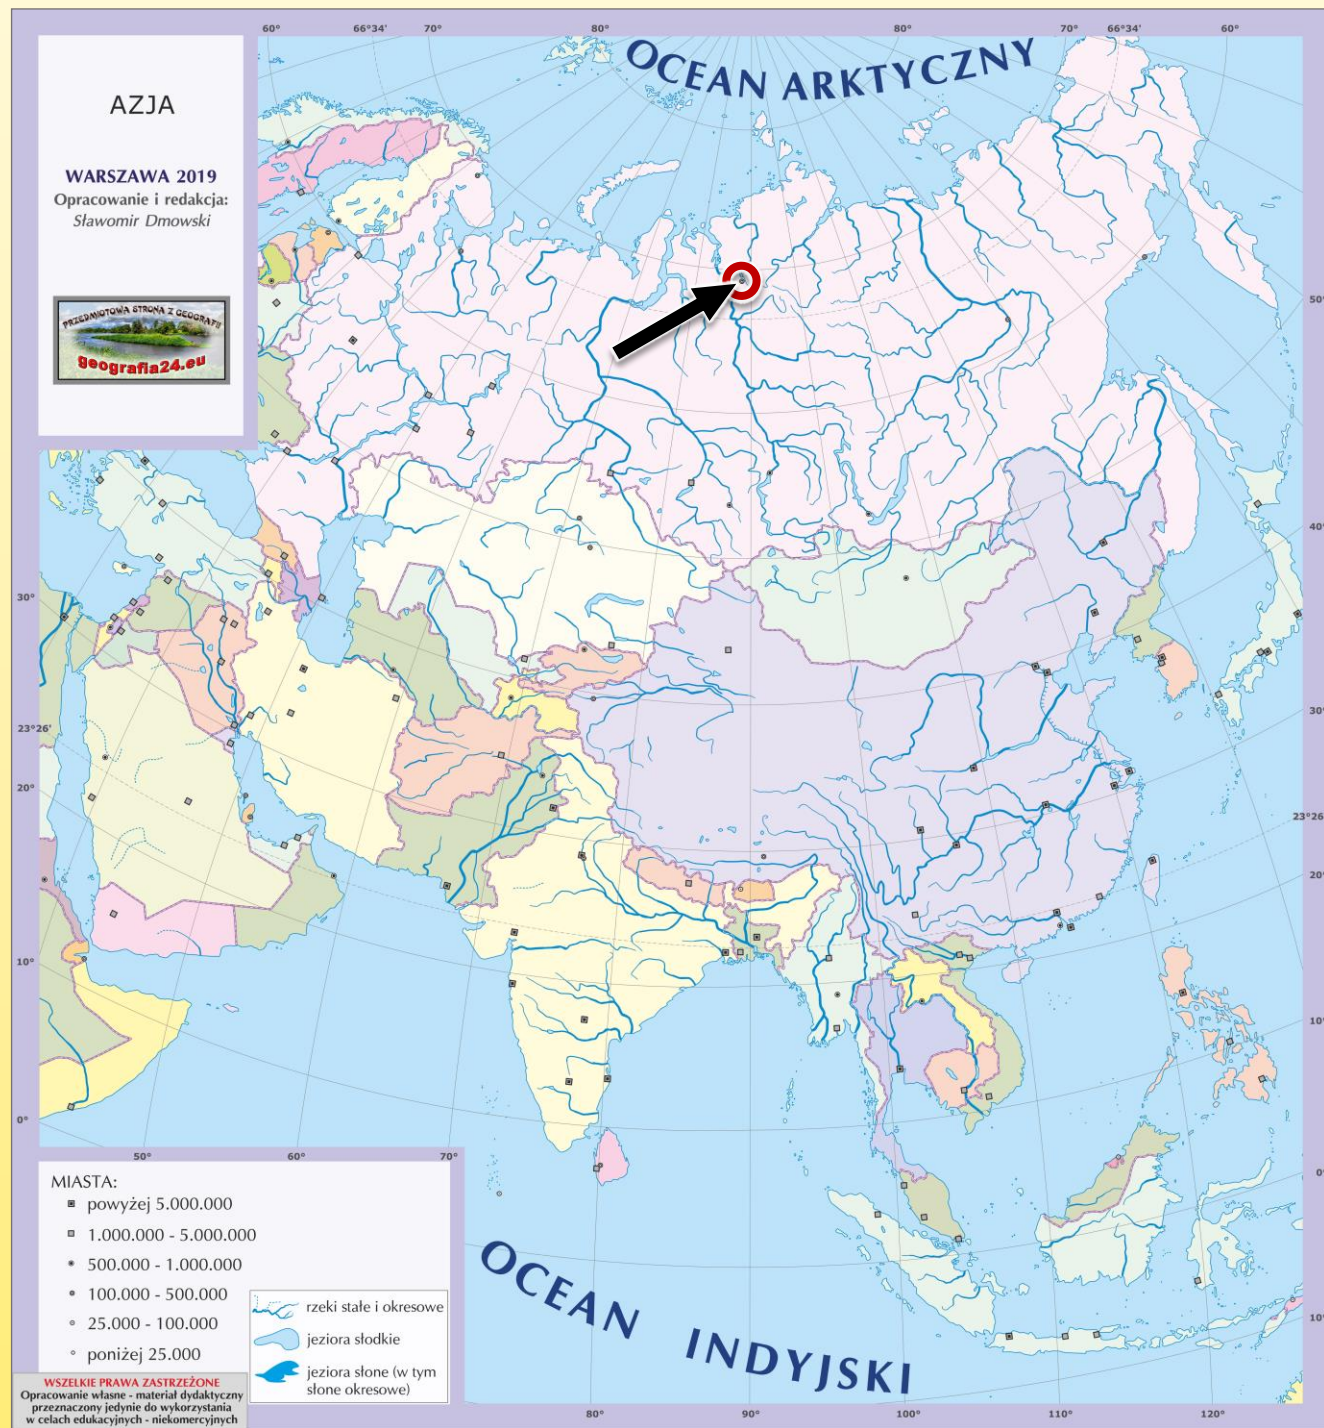 60° 66°34' 70° 80° 80° 70° 66°34' 60°
OCEAN ARKTYCZNY
AZJA
WARSZAWA 2019
Opracowanie i redakcja:
Sławomir Dmowski
PRZEDMIOTOWA STRONA Z GEOGRAFII
geografia24.eu
50°
40°
30°
30°
23°26'
20°
23°26'
20°
10°
10°
0°
0°
10°
50° 60° 70°
MIASTA:
powyżej 5.000.000
1.000.000 - 5.000.000
500.000 - 1.000.000
100.000 - 500.000
25.000 - 100.000
poniżej 25.000
rzeki stałe i okresowe
jeziora słodkie
jeziora słone (w tym
słone okresowe)
OCEAN INDYJSKI
WSZELKIE PRAWA ZASTRZEŻONE
Opracowanie własne - materiał dydaktyczny
przeznaczony jedynie do wykorzystania
w celach edukacyjnych - niekomercyjnych
80° 90° 100° 110° 120°